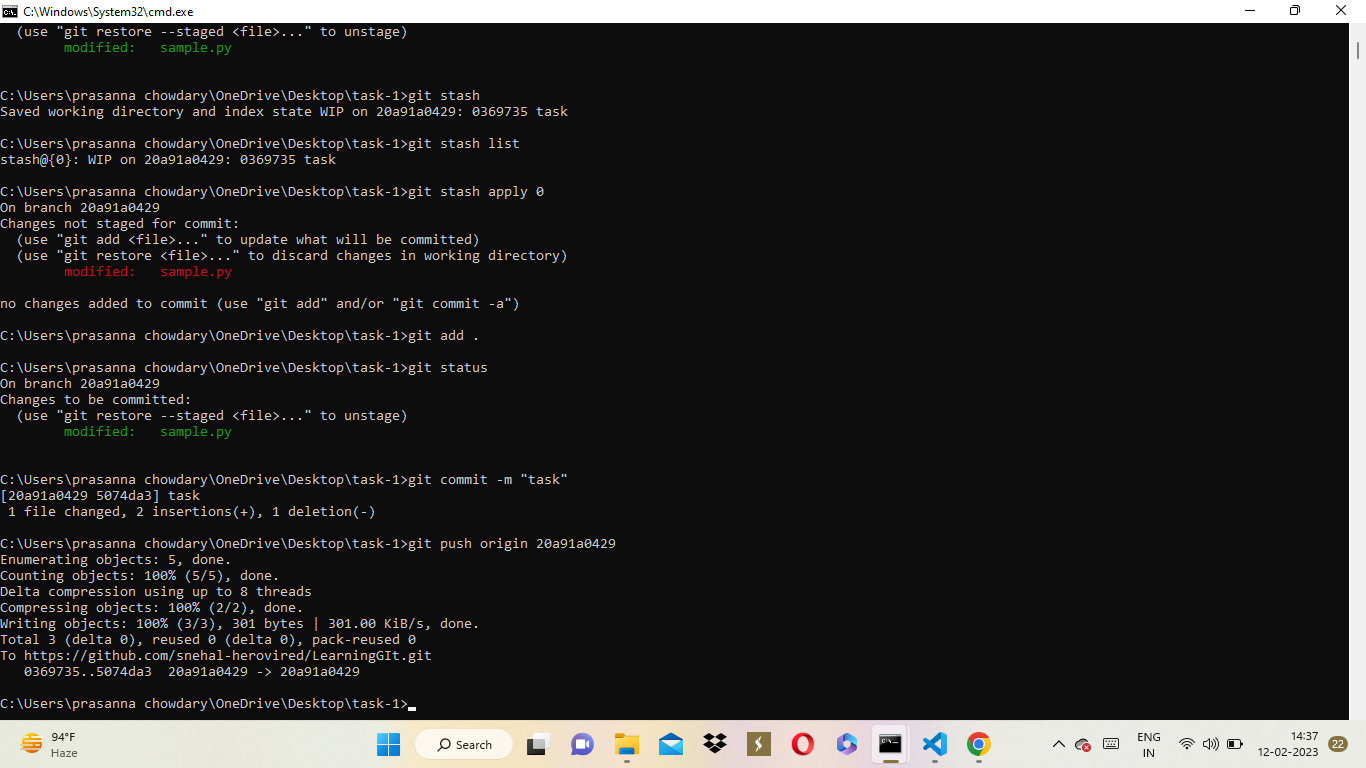 C:\Windows\System32\cmd.exe
(use "git restore --staged <file>..." to unstage)
modified: sample.py
C:\Users\prasanna chowdary\OneDrive\Desktop\task-1>git stash
Saved working directory and index state WIP on 20a91a0429: 0369735 task
C:\Users\prasanna chowdary\OneDrive\Desktop\task-1>git stash list
stash@{0}: WIP on 20a91a0429: 0369735 task
C:\Users\prasanna chowdary\OneDrive\Desktop\task-1>git stash apply 0
On branch 20a91a0429
Changes not staged for commit:
(use "git add <file>..." to update what will be committed)
(use "git restore <file>..." to discard changes in working directory)
modified: sample.py
no changes added to commit (use "git add" and/or "git commit -a")
C:\Users\prasanna chowdary\OneDrive\Desktop\task-1>git add .
C:\Users\prasanna chowdary\OneDrive\Desktop\task-1>git status
On branch 20a91a0429
Changes to be committed:
(use "git restore --staged <file>..." to unstage)
modified: sample.py
C:\Users\prasanna chowdary\OneDrive\Desktop\task-1>git commit -m "task"
[20a91a0429 5074da3] task
1 file changed, 2 insertions(+), 1 deletion(-)
C:\Users\prasanna chowdary\OneDrive\Desktop\task-1>git push origin 20a91a0429
Enumerating objects: 5, done.
Counting objects: 100% (5/5), done.
Delta compression using up to 8 threads
Compressing objects: 100% (2/2), done.
Writing objects: 100% (3/3), 301 bytes | 301.00 KiB/s, done.
Total 3 (delta 0), reused 0 (delta 0), pack-reused 0
To https://github.com/snehal-herovired/LearningGIt.git
0369735..5074da3 20a91a0429 -> 20a91a0429
C:\Users\prasanna chowdary\OneDrive\Desktop\task-1>
94°F
Haze
Search
ENG
IN
14:37
12-02-2023
22